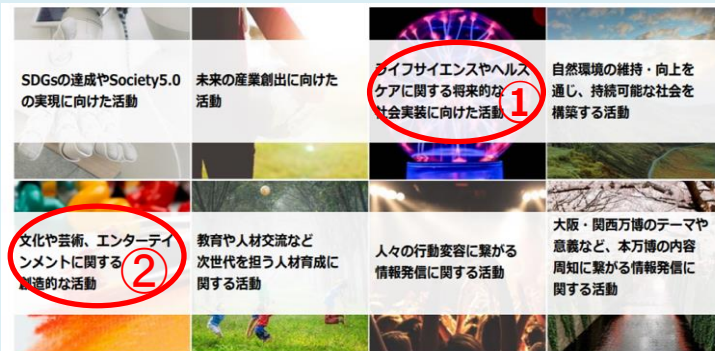 SDGsの達成やSociety5.0
の実現に向けた活動
未来の産業創出に向けた
活動
ライフサイエンスやヘルス
ケアに関する将来的な
社会実装に向けた活動
①
自然環境の維持・向上を
通じ、持続可能な社会を
構築する活動
文化や芸術、エンターテイ
ンメントに関する
創造的な活動
②
教育や人材交流など
次世代を担う人材育成に
関する活動
人々の行動変容に繋がる
情報発信に関する活動
大阪・関西万博のテーマや
意義など、本万博の内容
周知に繋がる情報発信に
関する活動